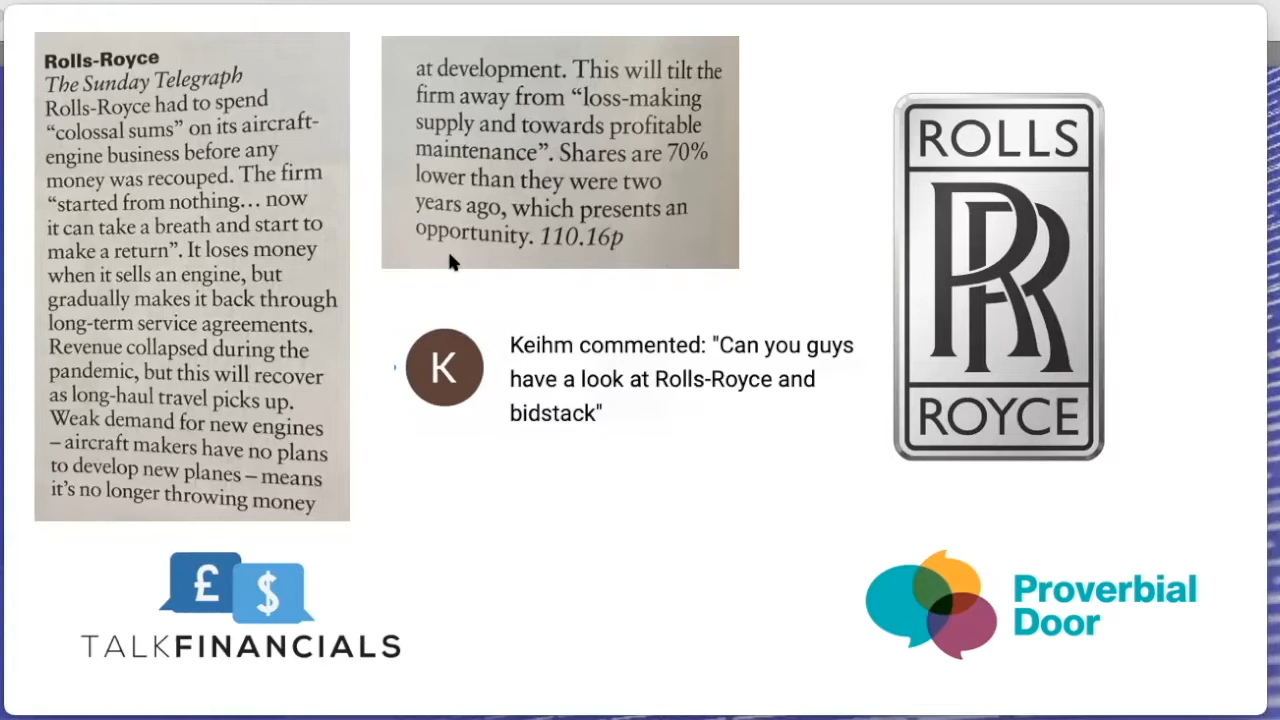 Rolls-Royce
The Sunday Telegraph
Rolls-Royce had to spend
“colossal sums” on its aircraft-
engine business before any
money was recouped. The firm
“started from nothing… now
it can take a breath and start to
make a return”. It loses money
when it sells an engine, but
gradually makes it back through
long-term service agreements.
Revenue collapsed during the
pandemic, but this will recover
as long-haul travel picks up.
Weak demand for new engines
– aircraft makers have no plans
to develop new planes – means
it’s no longer throwing money
at development. This will tilt the
firm away from “loss-making
supply and towards profitable
maintenance”. Shares are 70%
lower than they were two
years ago, which presents an
opportunity. 110.16p
K
Keihm commented: "Can you guys
have a look at Rolls-Royce and
bidstack"
ROLLS
RR
ROYCE
£
$
TALKFINANCIALS
Proverbial
Door